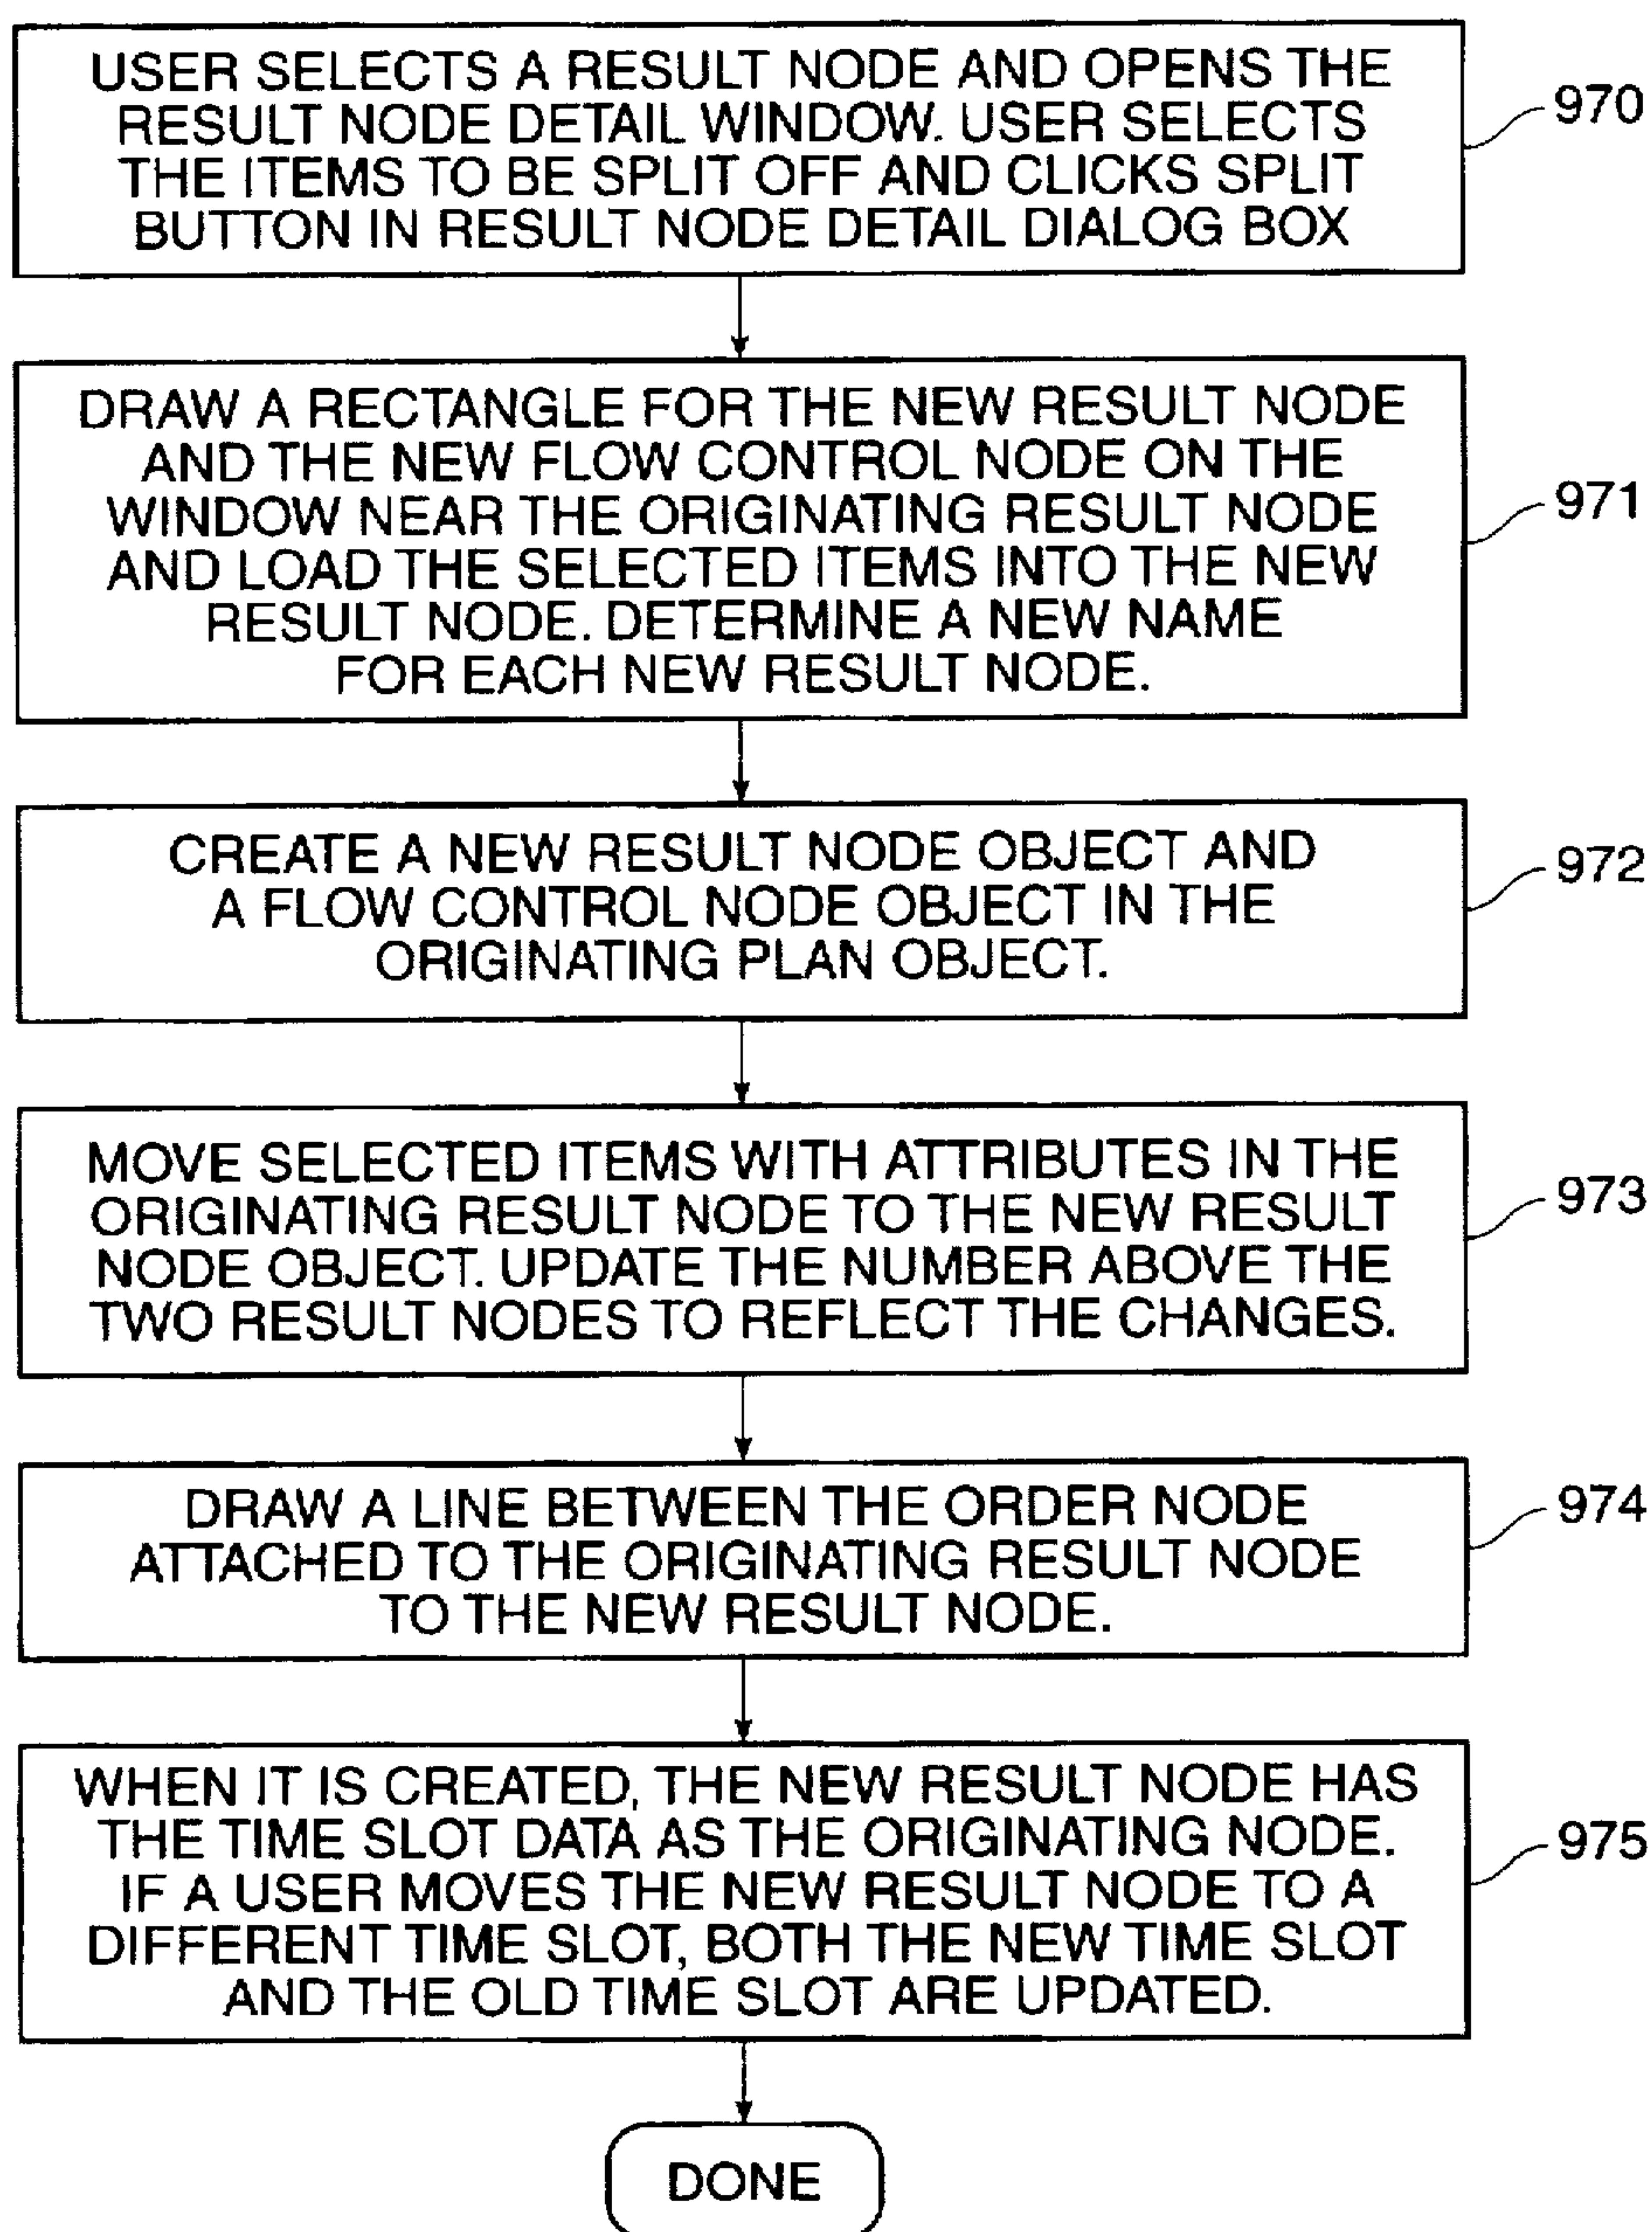 USER SELECTS A RESULT NODE AND OPENS THE
RESULT NODE DETAIL WINDOW. USER SELECTS
THE ITEMS TO BE SPLIT OFF AND CLICKS SPLIT
BUTTON IN RESULT NODE DETAIL DIALOG BOX
970
DRAW A RECTANGLE FOR THE NEW RESULT NODE
AND THE NEW FLOW CONTROL NODE ON THE
WINDOW NEAR THE ORIGINATING RESULT NODE
AND LOAD THE SELECTED ITEMS INTO THE NEW
RESULT NODE. DETERMINE A NEW NAME
FOR EACH NEW RESULT NODE.
971
CREATE A NEW RESULT NODE OBJECT AND
A FLOW CONTROL NODE OBJECT IN THE
ORIGINATING PLAN OBJECT.
972
MOVE SELECTED ITEMS WITH ATTRIBUTES IN THE
ORIGINATING RESULT NODE TO THE NEW RESULT
NODE OBJECT. UPDATE THE NUMBER ABOVE THE
TWO RESULT NODES TO REFLECT THE CHANGES.
973
DRAW A LINE BETWEEN THE ORDER NODE
ATTACHED TO THE ORIGINATING RESULT NODE
TO THE NEW RESULT NODE.
974
WHEN IT IS CREATED, THE NEW RESULT NODE HAS
THE TIME SLOT DATA AS THE ORIGINATING NODE.
IF A USER MOVES THE NEW RESULT NODE TO A
DIFFERENT TIME SLOT, BOTH THE NEW TIME SLOT
AND THE OLD TIME SLOT ARE UPDATED.
975
DONE